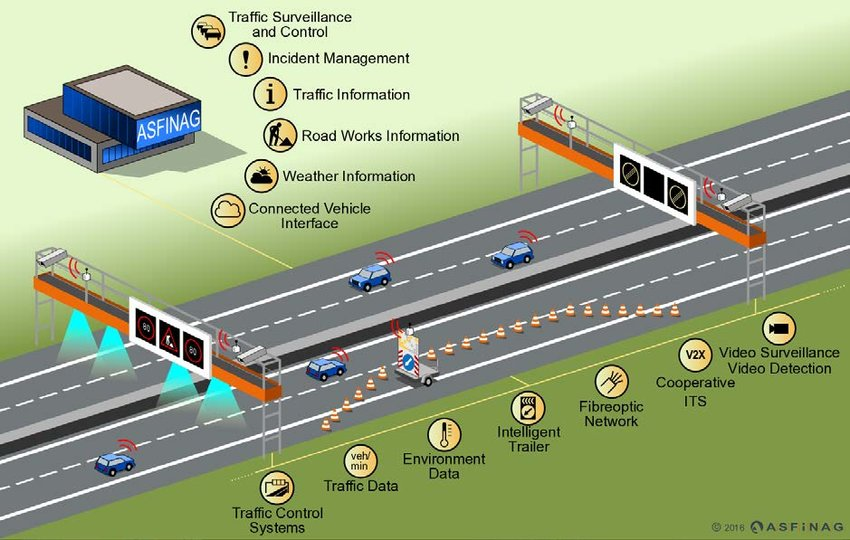 Traffic Surveillance
and Control
Incident Management
i
Traffic Information
ASFINAG
Road Works Information
Weather Information
Connected Vehicle
Interface
80
80
Video Surveillance
Video Detection
V2X
Cooperative
ITS
Fibreoptic
Network
Intelligent
Trailer
Environment
Data
veh/
min
Traffic Data
Traffic Control
Systems
© 2016 ASFINAG